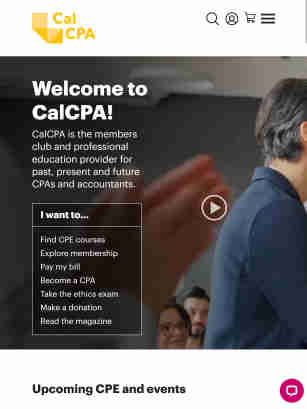 Cal
CPA
Welcome to
CalCPA!
CalCPA is the members
club and professional
education provider for
past, present and future
CPAs and accountants.
I want to...
Find CPE courses
Explore membership
Pay my bill
Become a CPA
Take the ethics exam
Make a donation
Read the magazine
Upcoming CPE and events